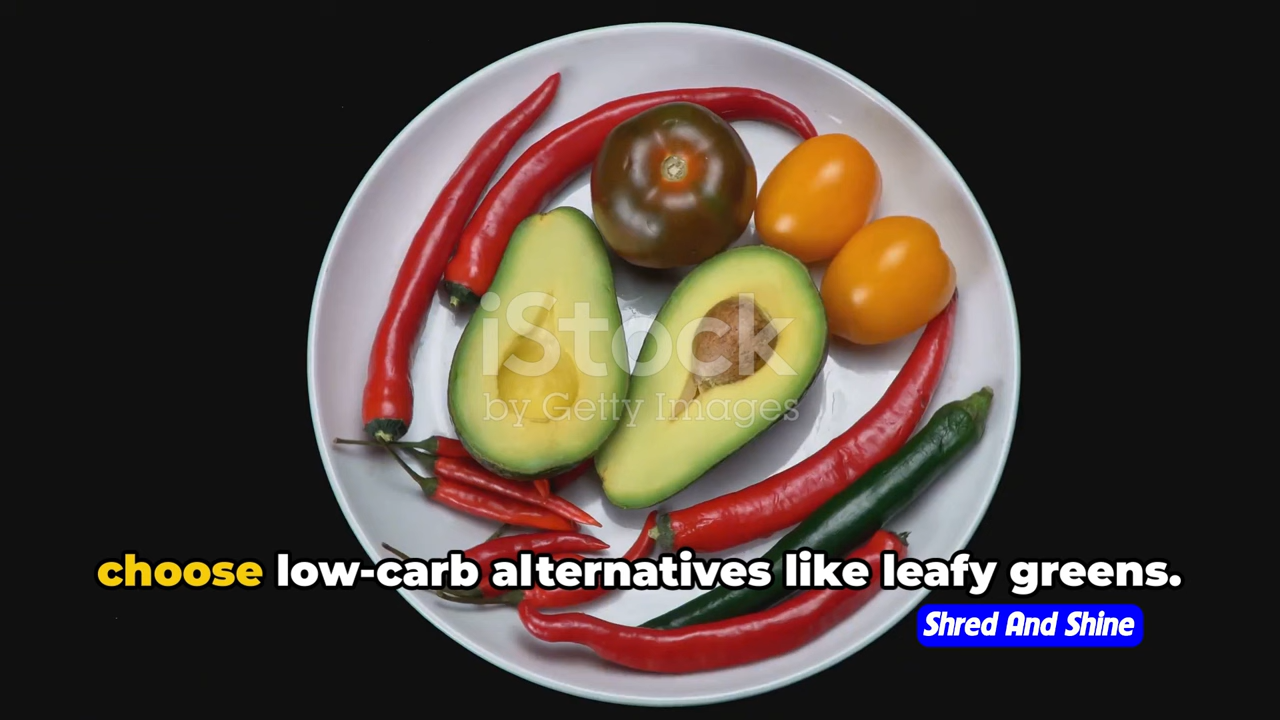 iStock
by Getty Images
choose low-carb alternatives like leafy greens.
Shred And Shine